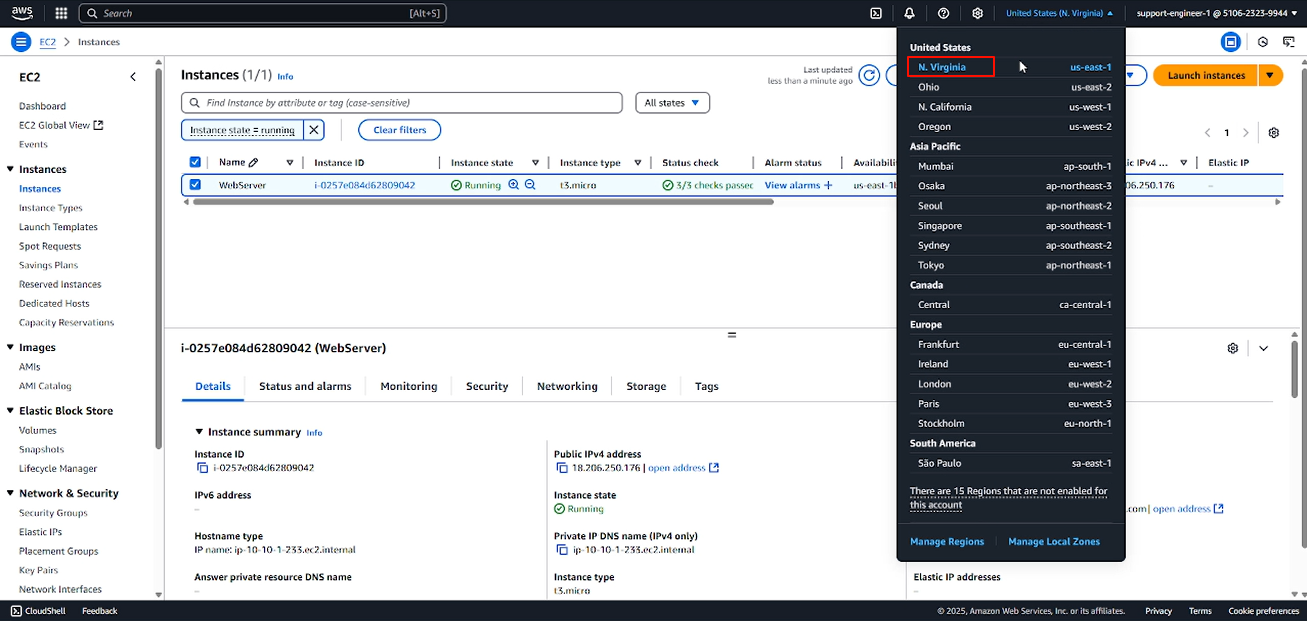 aws
Search [Alt+S]
United States (N. Virginia)
support-engineer-1 @ 5106-2323-9944
EC2 > Instances
EC2
Dashboard
EC2 Global View
Events
Instances
Instances
Instance Types
Launch Templates
Spot Requests
Savings Plans
Reserved Instances
Dedicated Hosts
Capacity Reservations
Images
AMIs
AMI Catalog
Elastic Block Store
Volumes
Snapshots
Lifecycle Manager
Network & Security
Security Groups
Elastic IPs
Placement Groups
Key Pairs
Network Interfaces
Instances (1/1) Info
Last updated
less than a minute ago
Launch instances
Find Instance by attribute or tag (case-sensitive)
All states
Instance state = running
Clear filters
1
Name Instance ID Instance state Instance type Status check Alarm status Availabili
ic IPv4 ... Elastic IP
WebServer i-0257e084d62809042 Running t3.micro 3/3 checks passec View alarms + us-east-1
06.250.176 –
i-0257e084d62809042 (WebServer)
Details Status and alarms Monitoring Security Networking Storage Tags
Instance summary Info
Instance ID
i-0257e084d62809042
IPv6 address
–
Hostname type
IP name: ip-10-10-1-233.ec2.internal
Answer private resource DNS name
–
Public IPv4 address
18.206.250.176 | open address
Instance state
Running
Private IP DNS name (IPv4 only)
ip-10-10-1-233.ec2.internal
Instance type
t3.micro
.com | open address
Elastic IP addresses
–
United States
N. Virginia us-east-1
Ohio us-east-2
N. California us-west-1
Oregon us-west-2
Asia Pacific
Mumbai ap-south-1
Osaka ap-northeast-3
Seoul ap-northeast-2
Singapore ap-southeast-1
Sydney ap-southeast-2
Tokyo ap-northeast-1
Canada
Central ca-central-1
Europe
Frankfurt eu-central-1
Ireland eu-west-1
London eu-west-2
Paris eu-west-3
Stockholm eu-north-1
South America
São Paulo sa-east-1
There are 15 Regions that are not enabled for
this account
Manage Regions Manage Local Zones
CloudShell Feedback
© 2025, Amazon Web Services, Inc. or its affiliates. Privacy Terms Cookie preferences